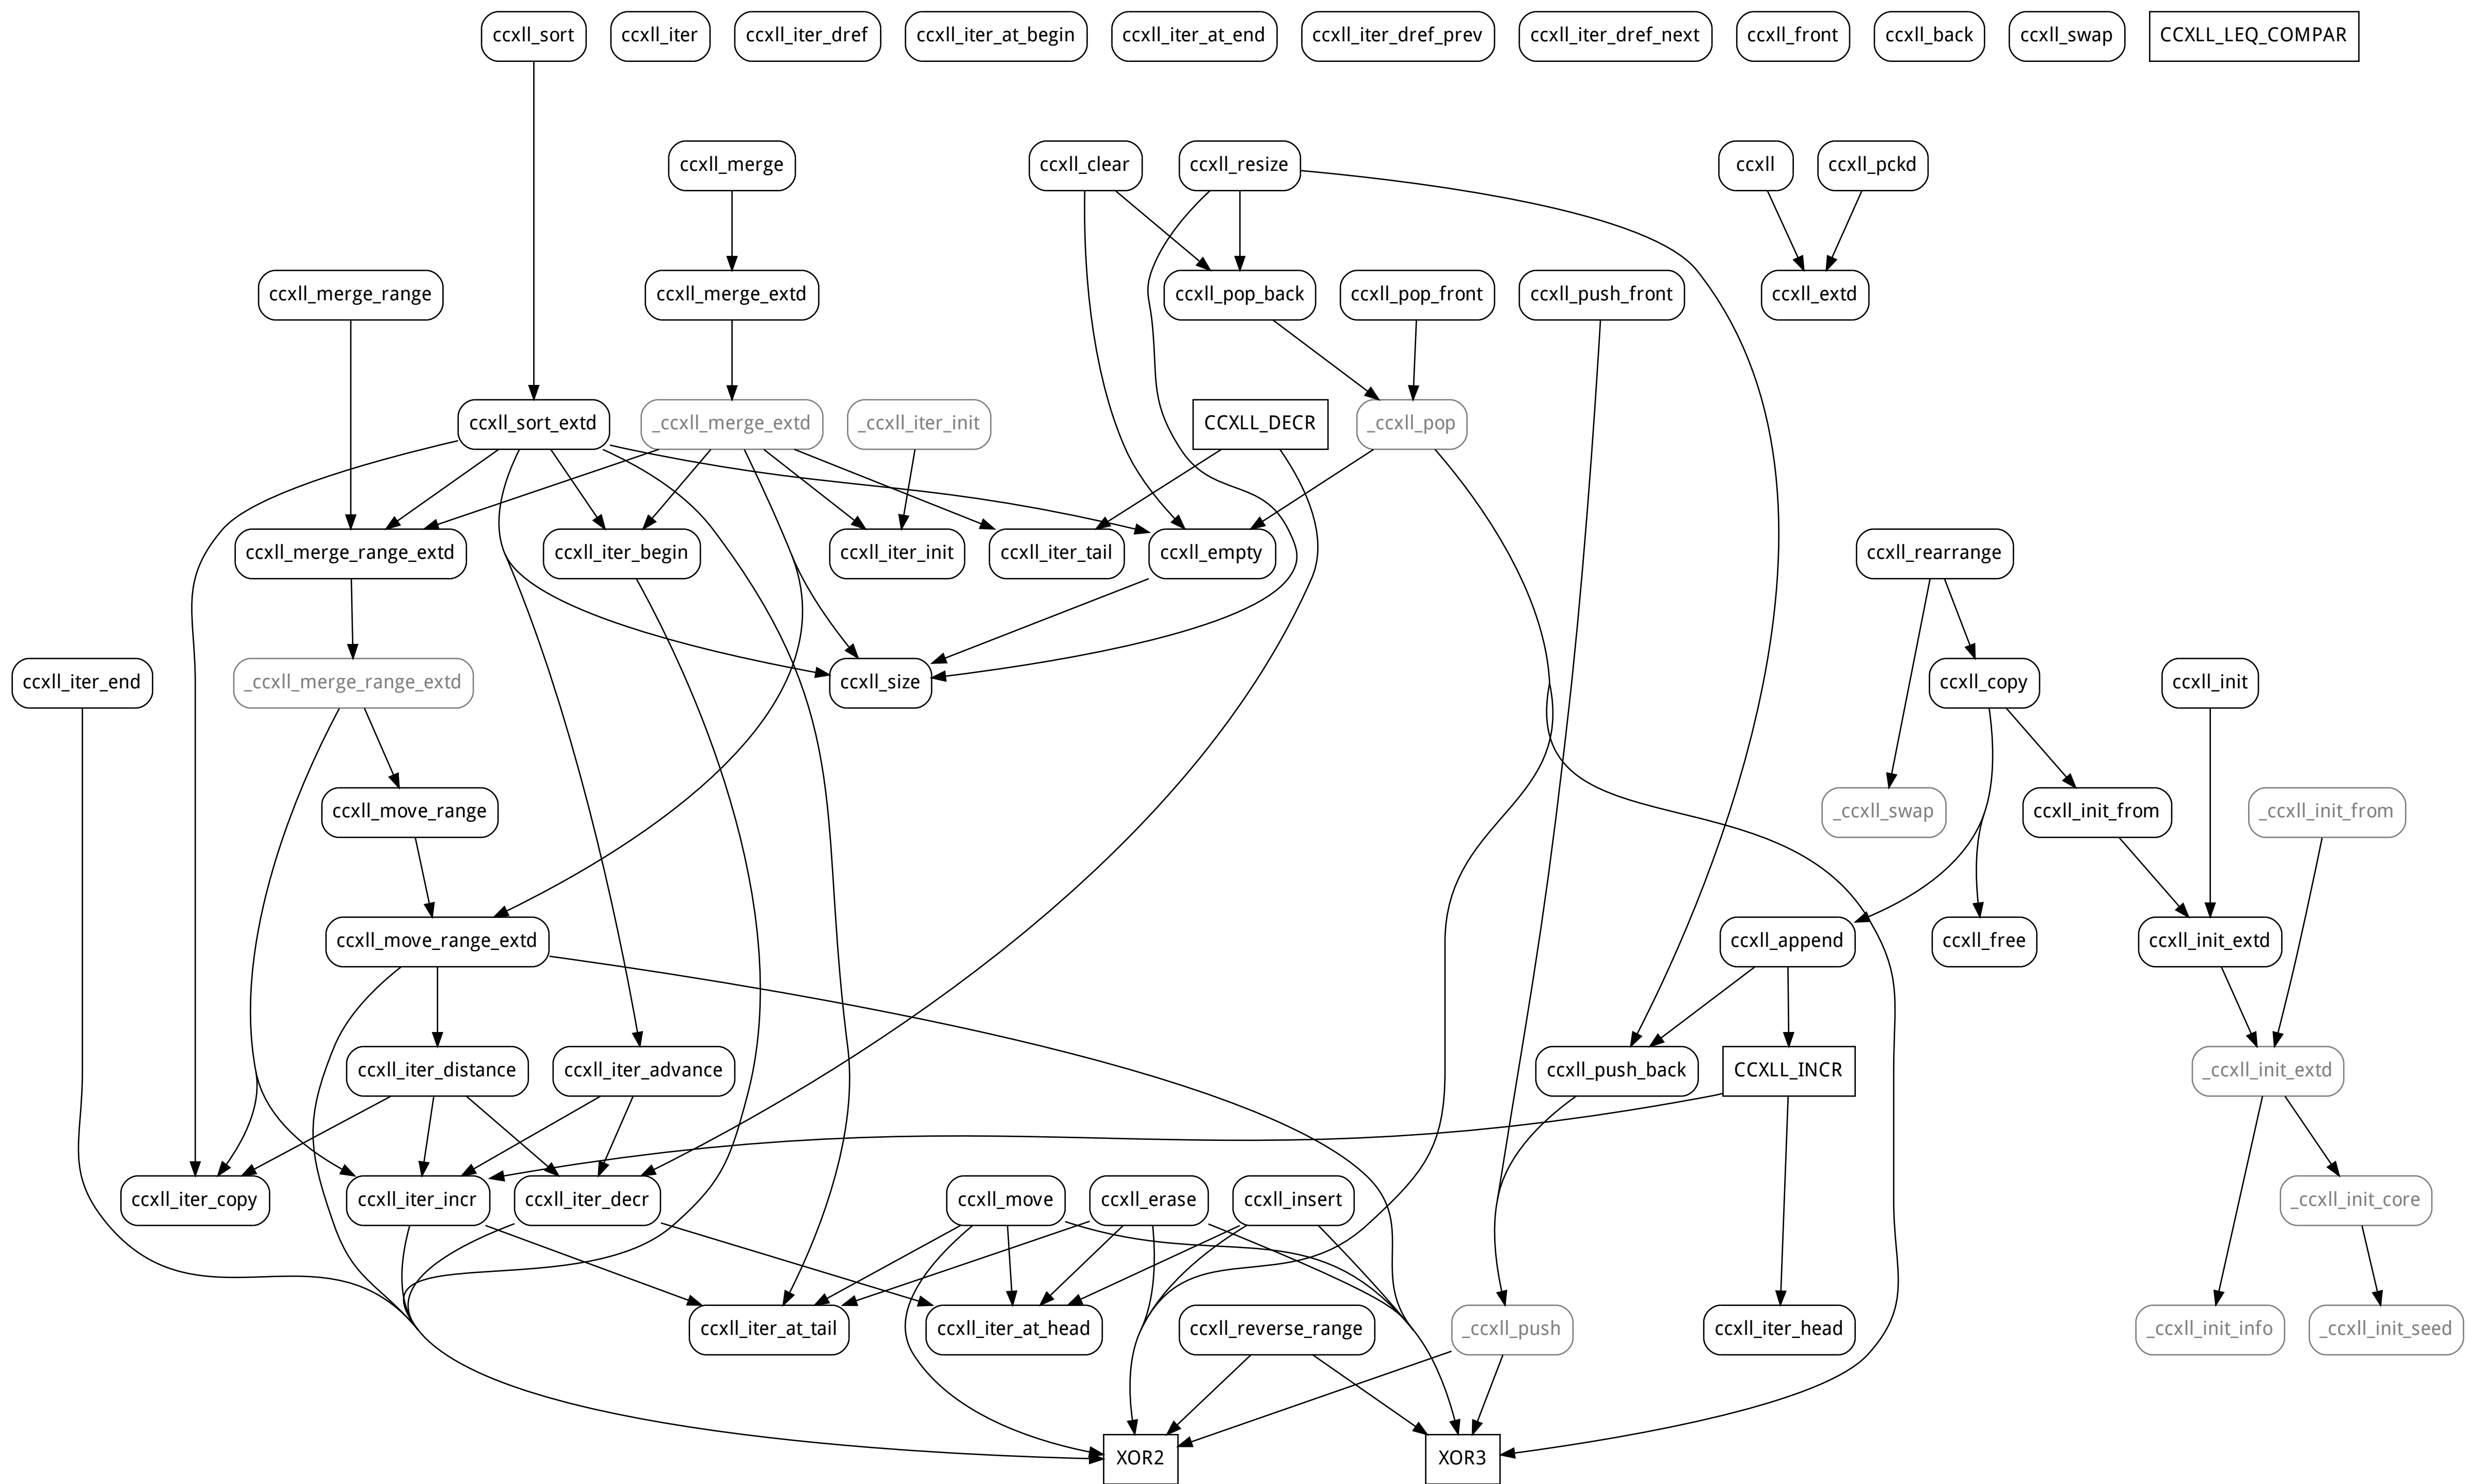 ccxll_sort
ccxll_iter
ccxll_iter_dref
ccxll_iter_at_begin
ccxll_iter_at_end
ccxll_iter_dref_prev
ccxll_iter_dref_next
ccxll_front
ccxll_back
ccxll_swap
CCXLL_LEQ_COMPAR
ccxll_merge
ccxll_clear
ccxll_resize
ccxll
ccxll_pckd
ccxll_merge_range
ccxll_merge_extd
ccxll_pop_back
ccxll_pop_front
ccxll_push_front
ccxll_extd
ccxll_sort_extd
_ccxll_merge_extd
_ccxll_iter_init
CCXLL_DECR
_ccxll_pop
ccxll_merge_range_extd
ccxll_iter_begin
ccxll_iter_init
ccxll_iter_tail
ccxll_empty
ccxll_rearrange
ccxll_iter_end
_ccxll_merge_range_extd
ccxll_size
ccxll_copy
ccxll_init
ccxll_move_range
_ccxll_swap
ccxll_init_from
_ccxll_init_from
ccxll_move_range_extd
ccxll_append
ccxll_free
ccxll_init_extd
ccxll_iter_distance
ccxll_iter_advance
ccxll_push_back
CCXLL_INCR
_ccxll_init_extd
ccxll_iter_copy
ccxll_iter_incr
ccxll_iter_decr
ccxll_move
ccxll_erase
ccxll_insert
_ccxll_init_core
ccxll_iter_at_tail
ccxll_iter_at_head
ccxll_reverse_range
_ccxll_push
ccxll_iter_head
_ccxll_init_info
_ccxll_init_seed
XOR2
XOR3